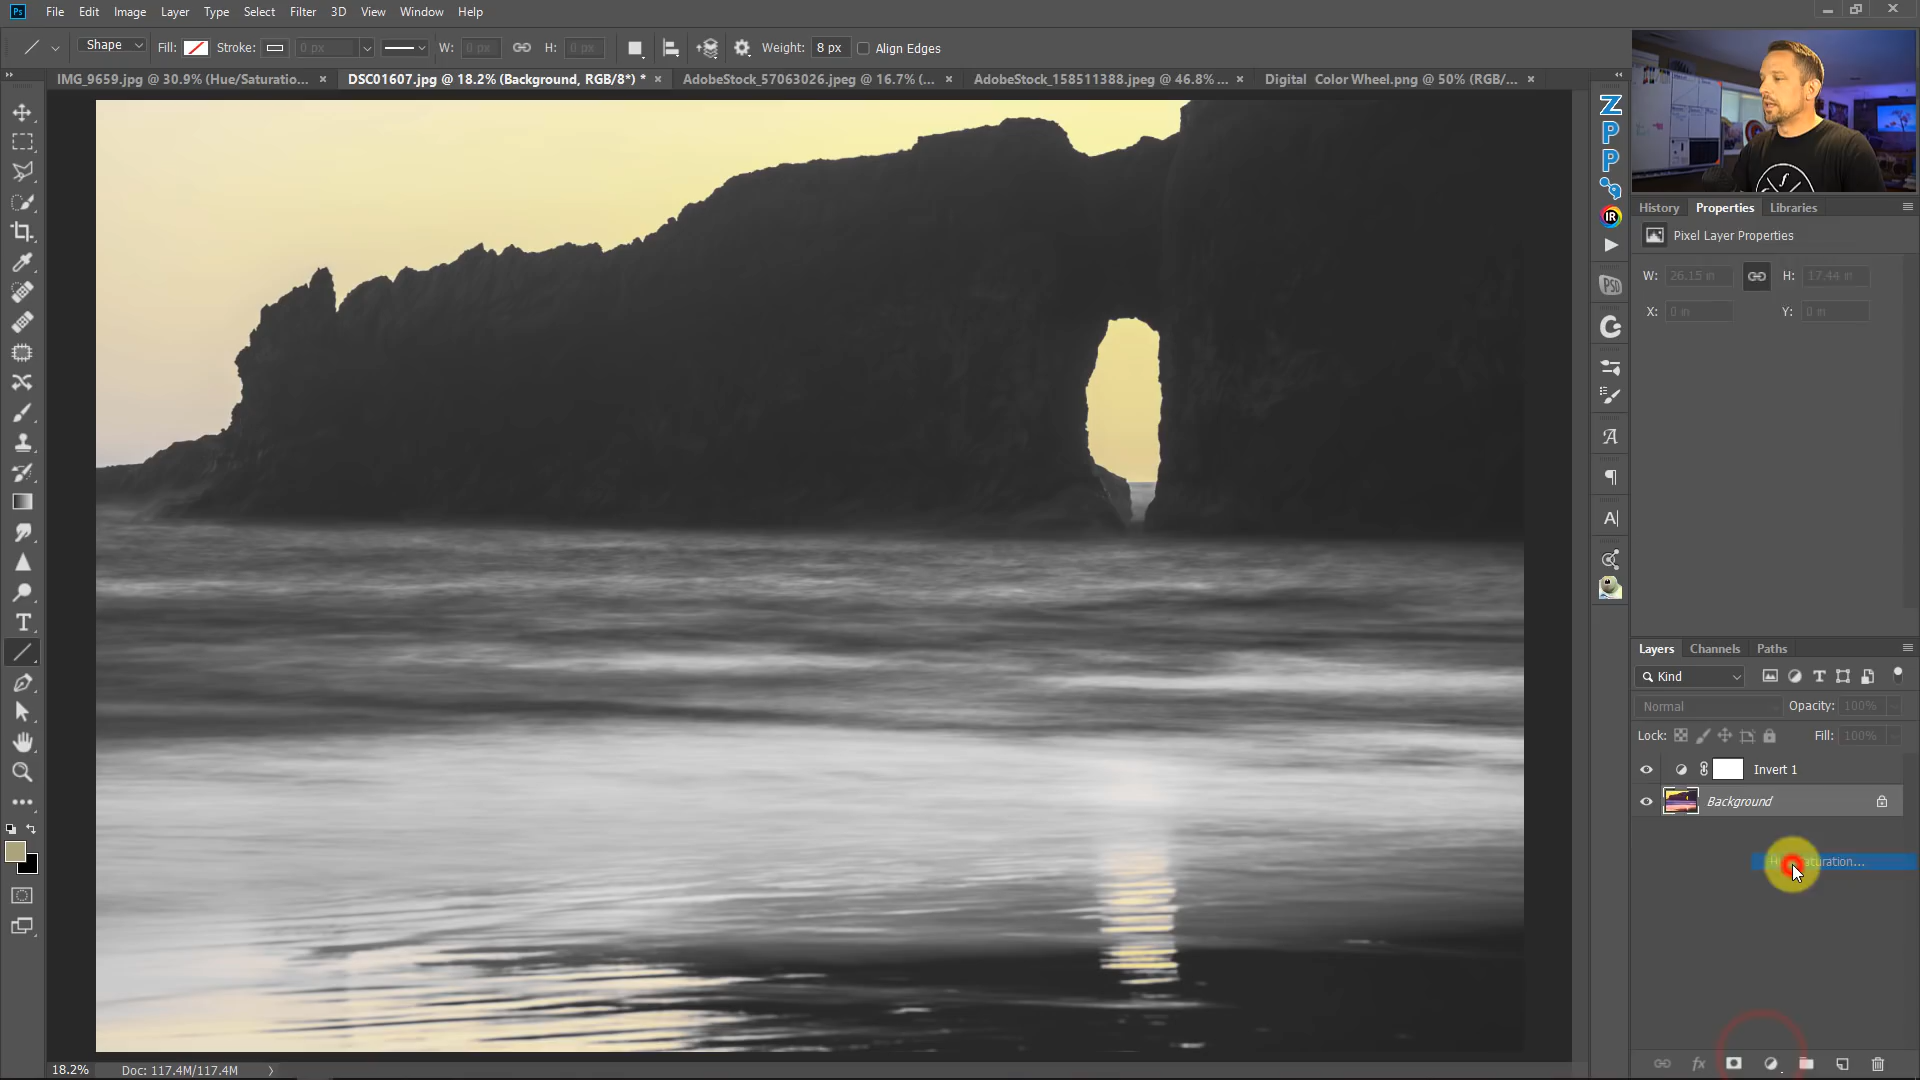 Ps File Edit Image Layer Type Select Filter 3D View Window Help
Shape Fill: Stroke: 0 px W: 0 px H: 0 px Weight: 8 px Align Edges
IMG_9659.jpg @ 30.9% (Hue/Saturatio... × DSC01607.jpg @ 18.2% (Background, RGB/8*) * × AdobeStock_57063026.jpeg @ 16.7% (... × AdobeStock_158511388.jpeg @ 46.8% ... × Digital Color Wheel.png @ 50% (RGB/... ×
History Properties Libraries
Pixel Layer Properties
W: 26.15 in H: 17.44 in
X: 0 in Y: 0 in
Z
P
P
IR
PSD
Layers Channels Paths
Kind
Normal Opacity: 100%
Lock: Fill: 100%
Invert 1
Background
18.2% Doc: 117.4M/117.4M